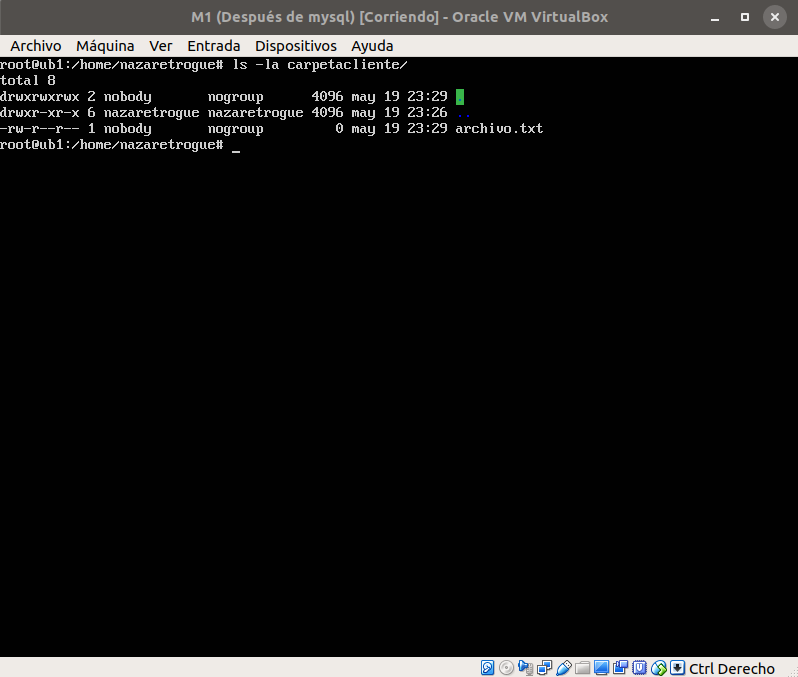 M1 (Después de mysql) [Corriendo] - Oracle VM VirtualBox
Archivo Máquina Ver Entrada Dispositivos Ayuda
root@ub1:/home/nazaretrogue# ls -la carpetacliente/
total 8
drwxrwxrwx 2 nobody       nogroup      4096 may 19 23:29 .
drwxr-xr-x 6 nazaretrogue nazaretrogue 4096 may 19 23:26 ..
-rw-r--r-- 1 nobody       nogroup         0 may 19 23:29 archivo.txt
root@ub1:/home/nazaretrogue# _
Ctrl Derecho